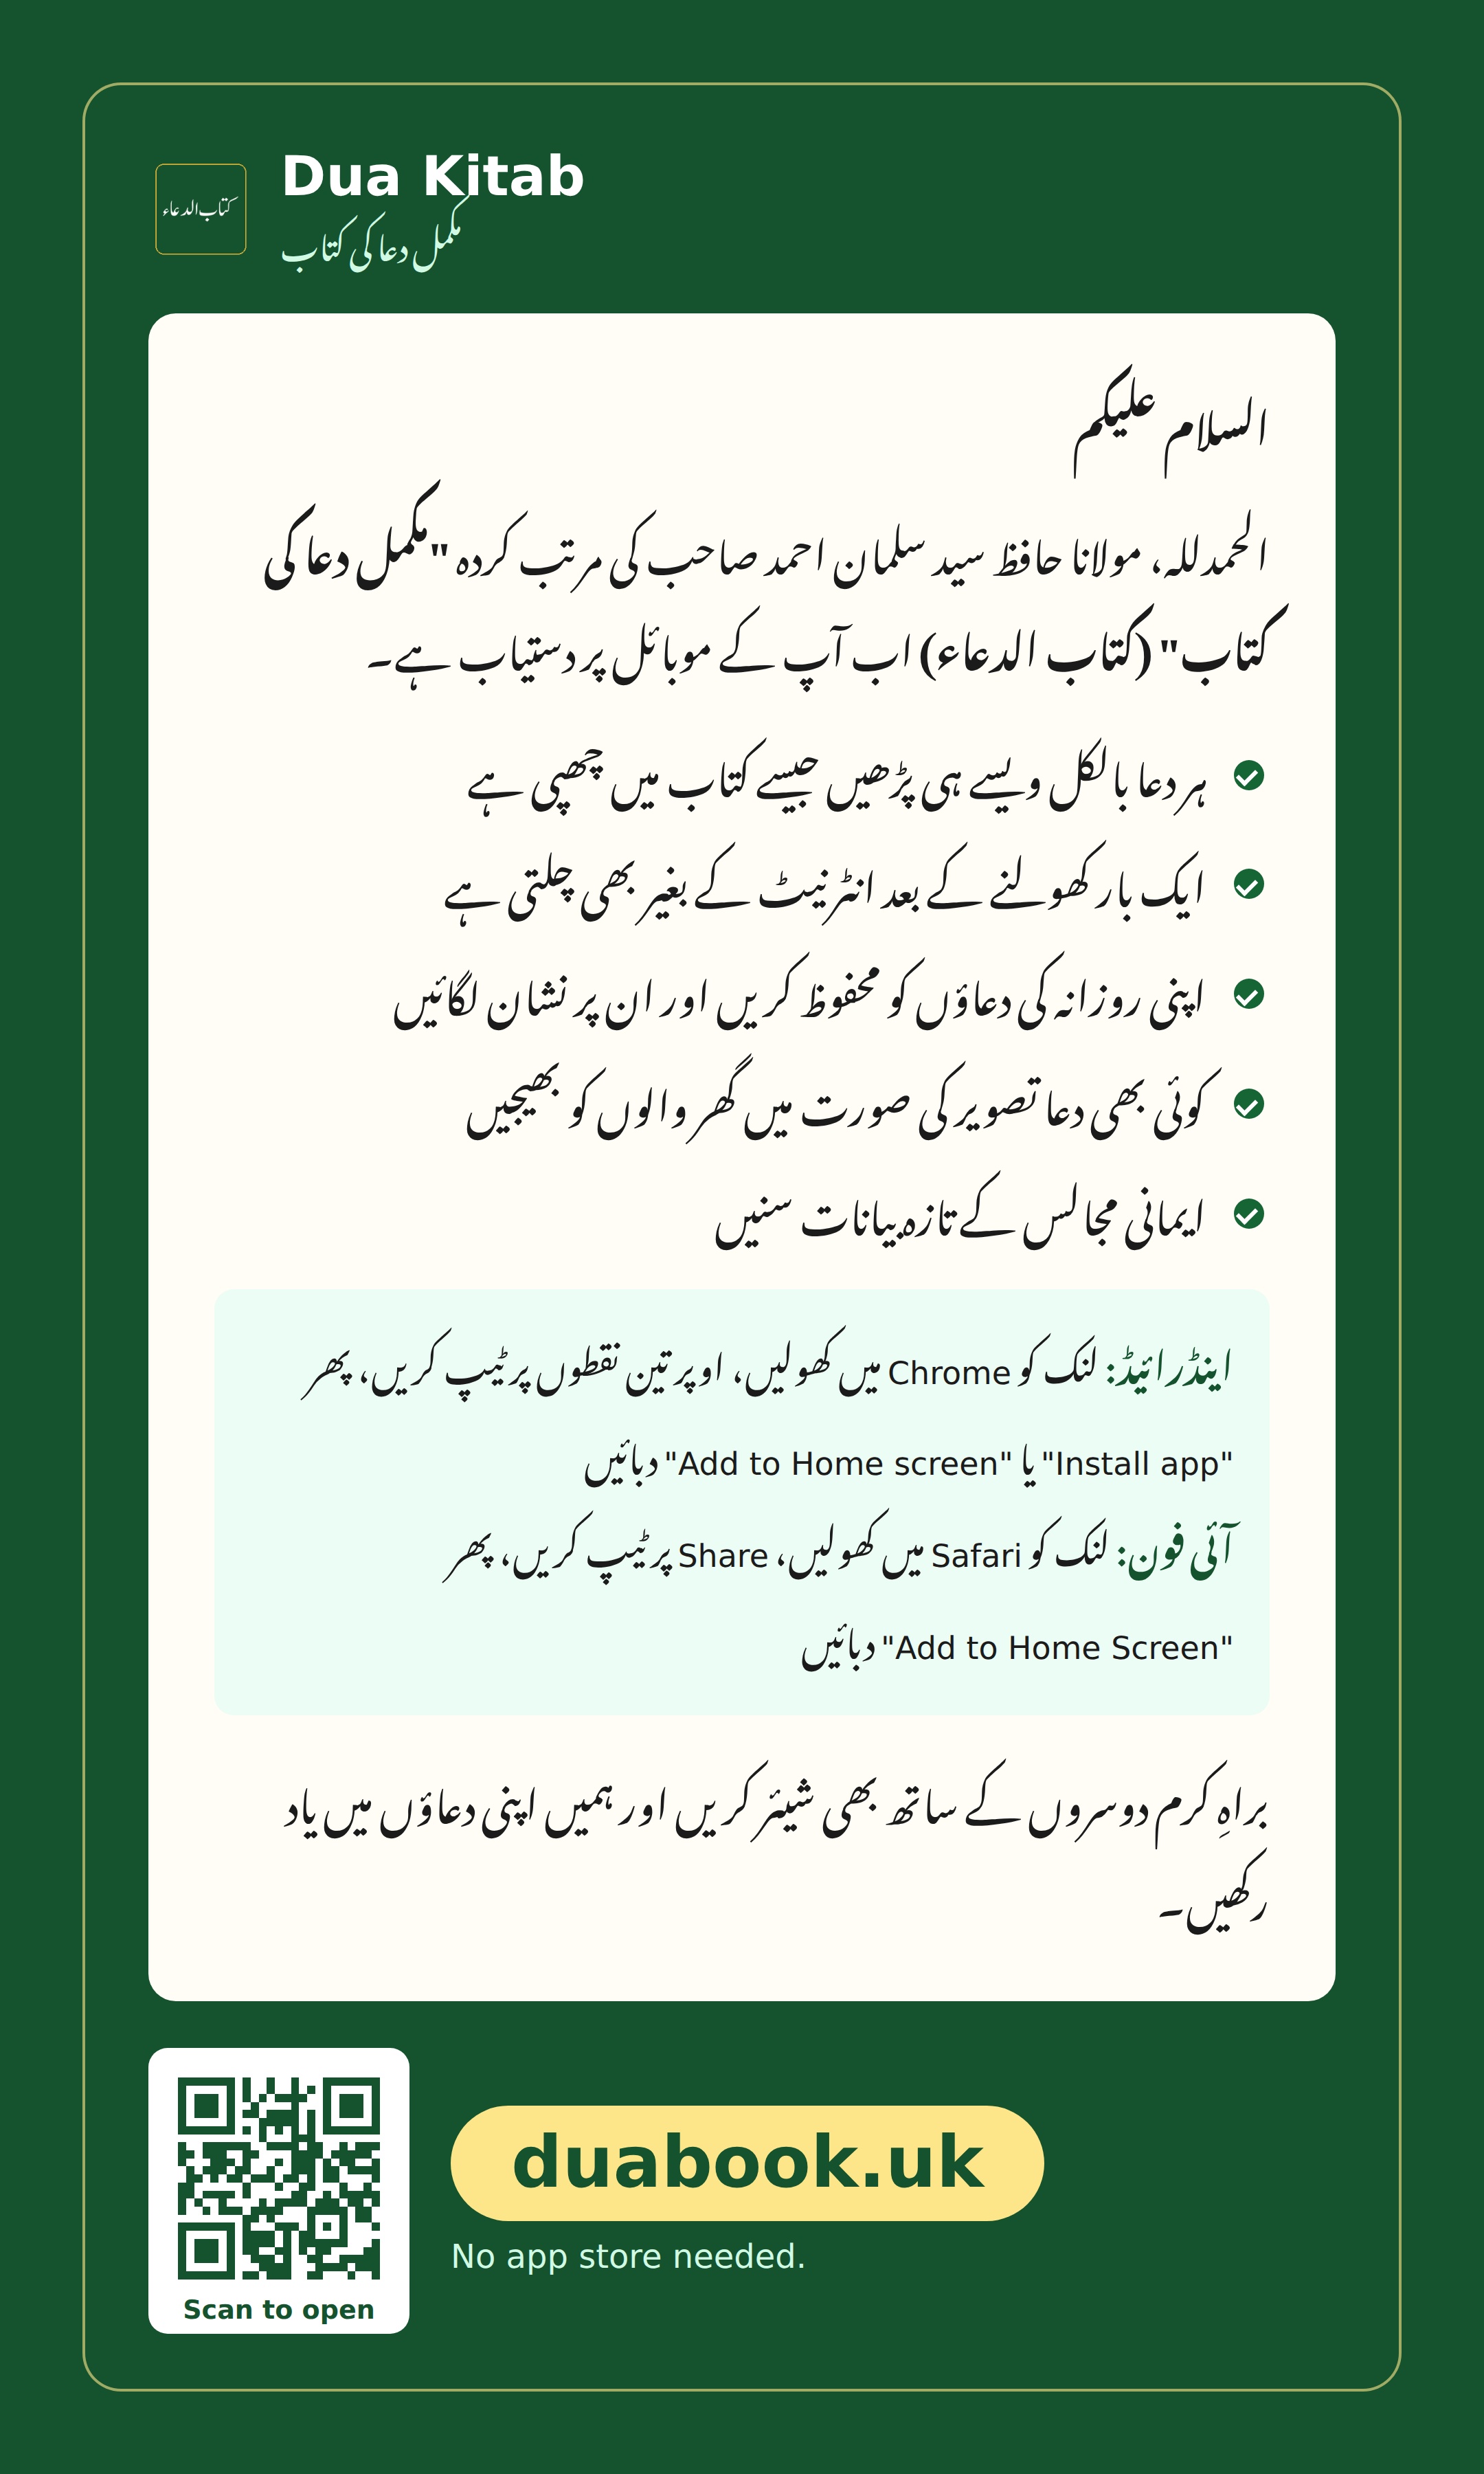 كتاب الدعاء
Dua Kitab
مکمل دعا کی کتاب
السلام علیکم
الحمدللہ، مولانا حافظ سید سلمان احمد صاحب کی مرتب کردہ "مکمل دعا کی
کتاب" (کتاب الدعاء) اب آپ کے موبائل پر دستیاب ہے۔
ہر دعا بالکل ویسے ہی پڑھیں جیسے کتاب میں چھپی ہے
ایک بار کھولنے کے بعد انٹرنیٹ کے بغیر بھی چلتی ہے
اپنی روزانہ کی دعاؤں کو محفوظ کریں اور ان پر نشان لگائیں
کوئی بھی دعا تصویر کی صورت میں گھر والوں کو بھیجیں
ایمانی مجالس کے تازہ بیانات سنیں
اینڈرائیڈ: لنک کو Chrome میں کھولیں، اوپر تین نقطوں پر ٹیپ کریں، پھر
"Install app" یا "Add to Home screen" دبائیں
آئی فون: لنک کو Safari میں کھولیں، Share پر ٹیپ کریں، پھر
"Add to Home Screen" دبائیں
براہِ کرم دوسروں کے ساتھ بھی شیئر کریں اور ہمیں اپنی دعاؤں میں یاد
رکھیں۔
duabook.uk
No app store needed.
Scan to open